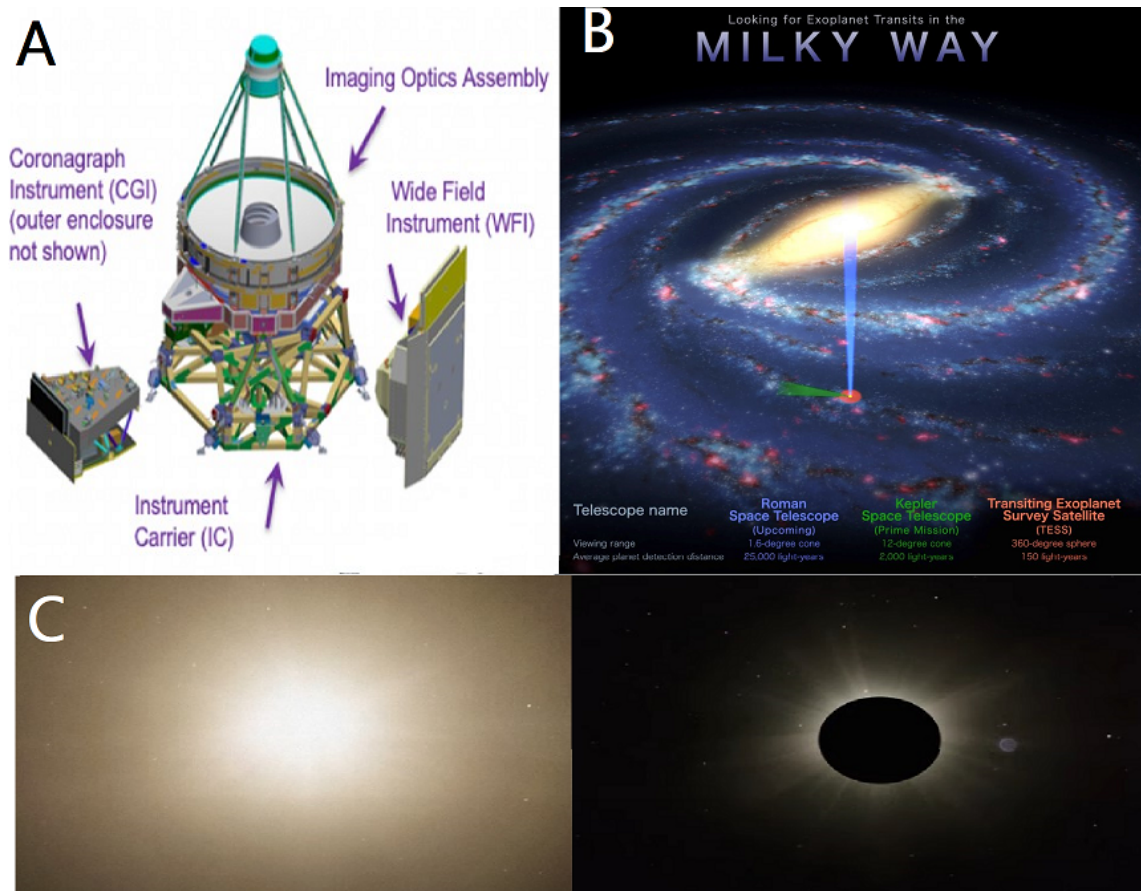 A
Imaging Optics Assembly
Coronagraph
Instrument (CGI)
(outer enclosure
not shown)
Wide Field
Instrument (WFI)
Instrument
Carrier (IC)
B
Looking for Exoplanet Transits in the
MILKY WAY
Telescope name
Roman
Space Telescope
(Upcoming)
Kepler
Space Telescope
(Prime Mission)
Transiting Exoplanet
Survey Satellite
(TESS)
Viewing range
1.6-degree cone
12-degree cone
360-degree sphere
Average planet detection distance
25,000 light-years
2,000 light-years
150 light-years
C